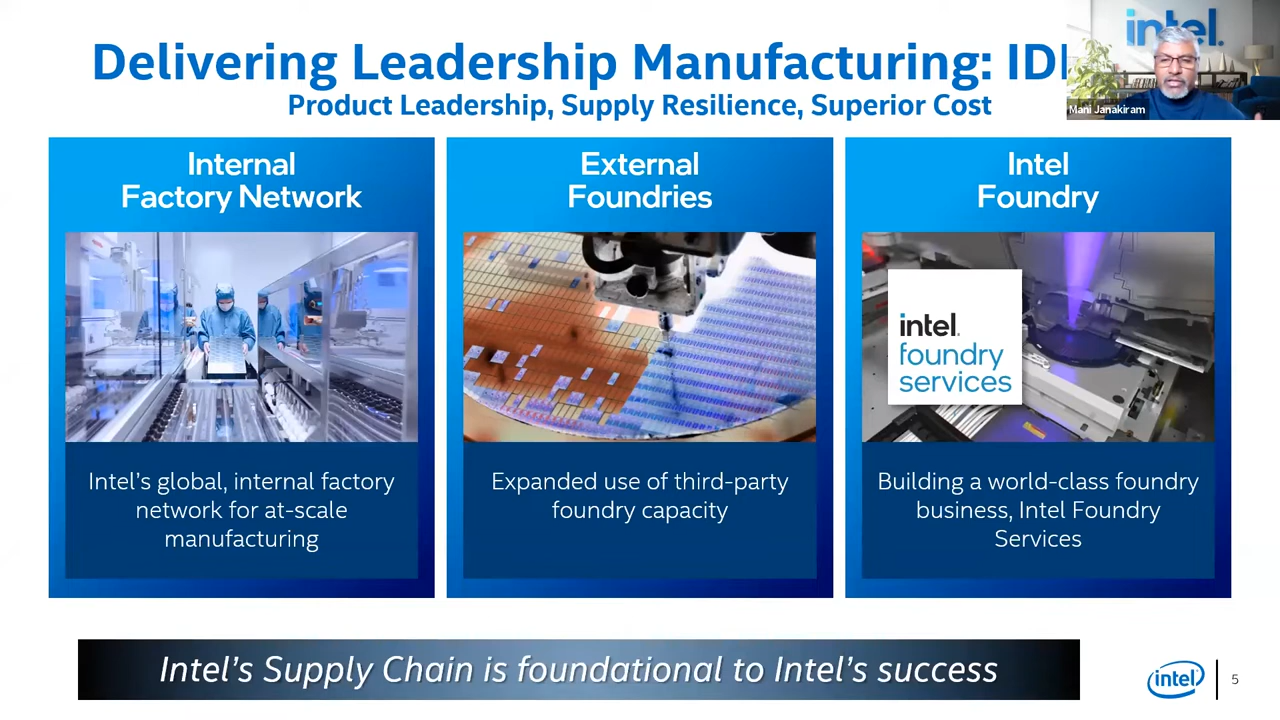 Delivering Leadership Manufacturing: ID
Product Leadership, Supply Resilience, Superior Cost
intel.
Mani Janakiram
Internal
Factory Network
External
Foundries
Intel
Foundry
intel.
foundry
services
Intel's global, internal factory
network for at-scale
manufacturing
Expanded use of third-party
foundry capacity
Building a world-class foundry
business, Intel Foundry
Services
Intel's Supply Chain is foundational to Intel's success
intel
5